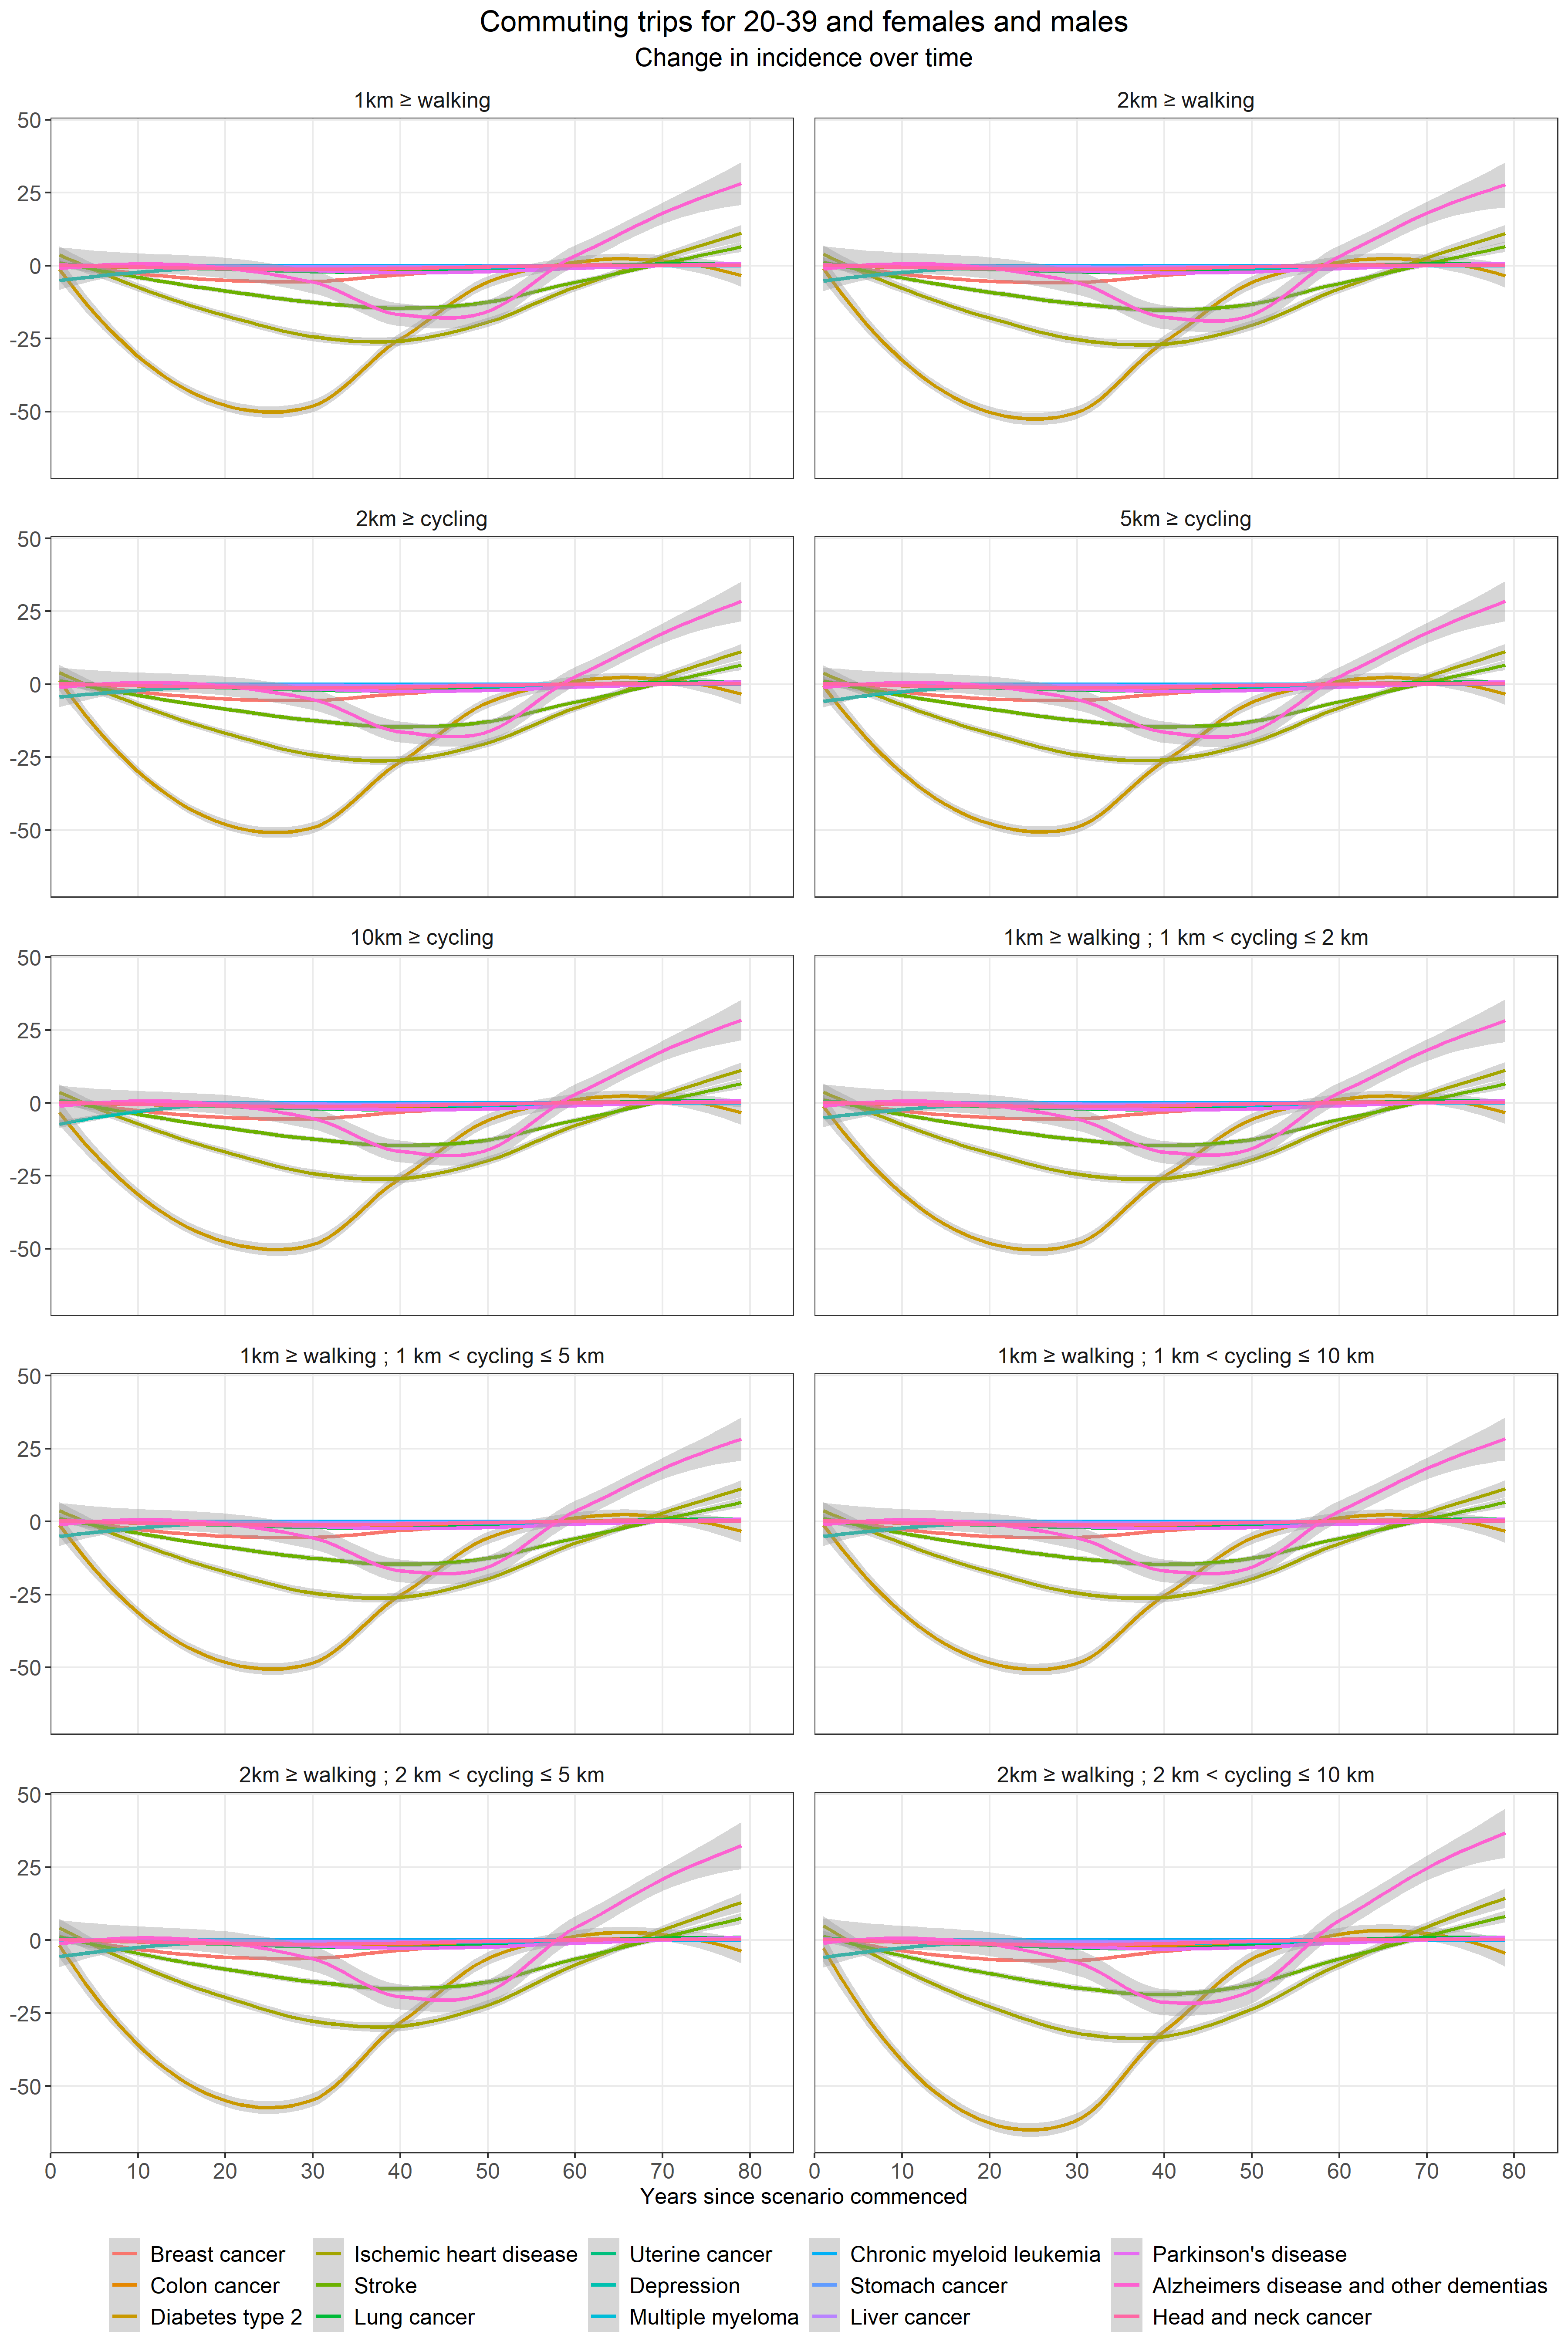 Commuting trips for 20-39 and females and males
Change in incidence over time
1km ≥ walking
2km ≥ walking
50
25
0
-25
-50
2km ≥ cycling
5km ≥ cycling
50
25
0
-25
-50
10km ≥ cycling
1km ≥ walking ; 1 km < cycling ≤ 2 km
50
25
0
-25
-50
1km ≥ walking ; 1 km < cycling ≤ 5 km
1km ≥ walking ; 1 km < cycling ≤ 10 km
50
25
0
-25
-50
2km ≥ walking ; 2 km < cycling ≤ 5 km
2km ≥ walking ; 2 km < cycling ≤ 10 km
50
25
0
-25
-50
0 10 20 30 40 50 60 70 80
0 10 20 30 40 50 60 70 80
Years since scenario commenced
Breast cancer
Colon cancer
Diabetes type 2
Ischemic heart disease
Stroke
Lung cancer
Uterine cancer
Depression
Multiple myeloma
Chronic myeloid leukemia
Stomach cancer
Liver cancer
Parkinson's disease
Alzheimers disease and other dementias
Head and neck cancer